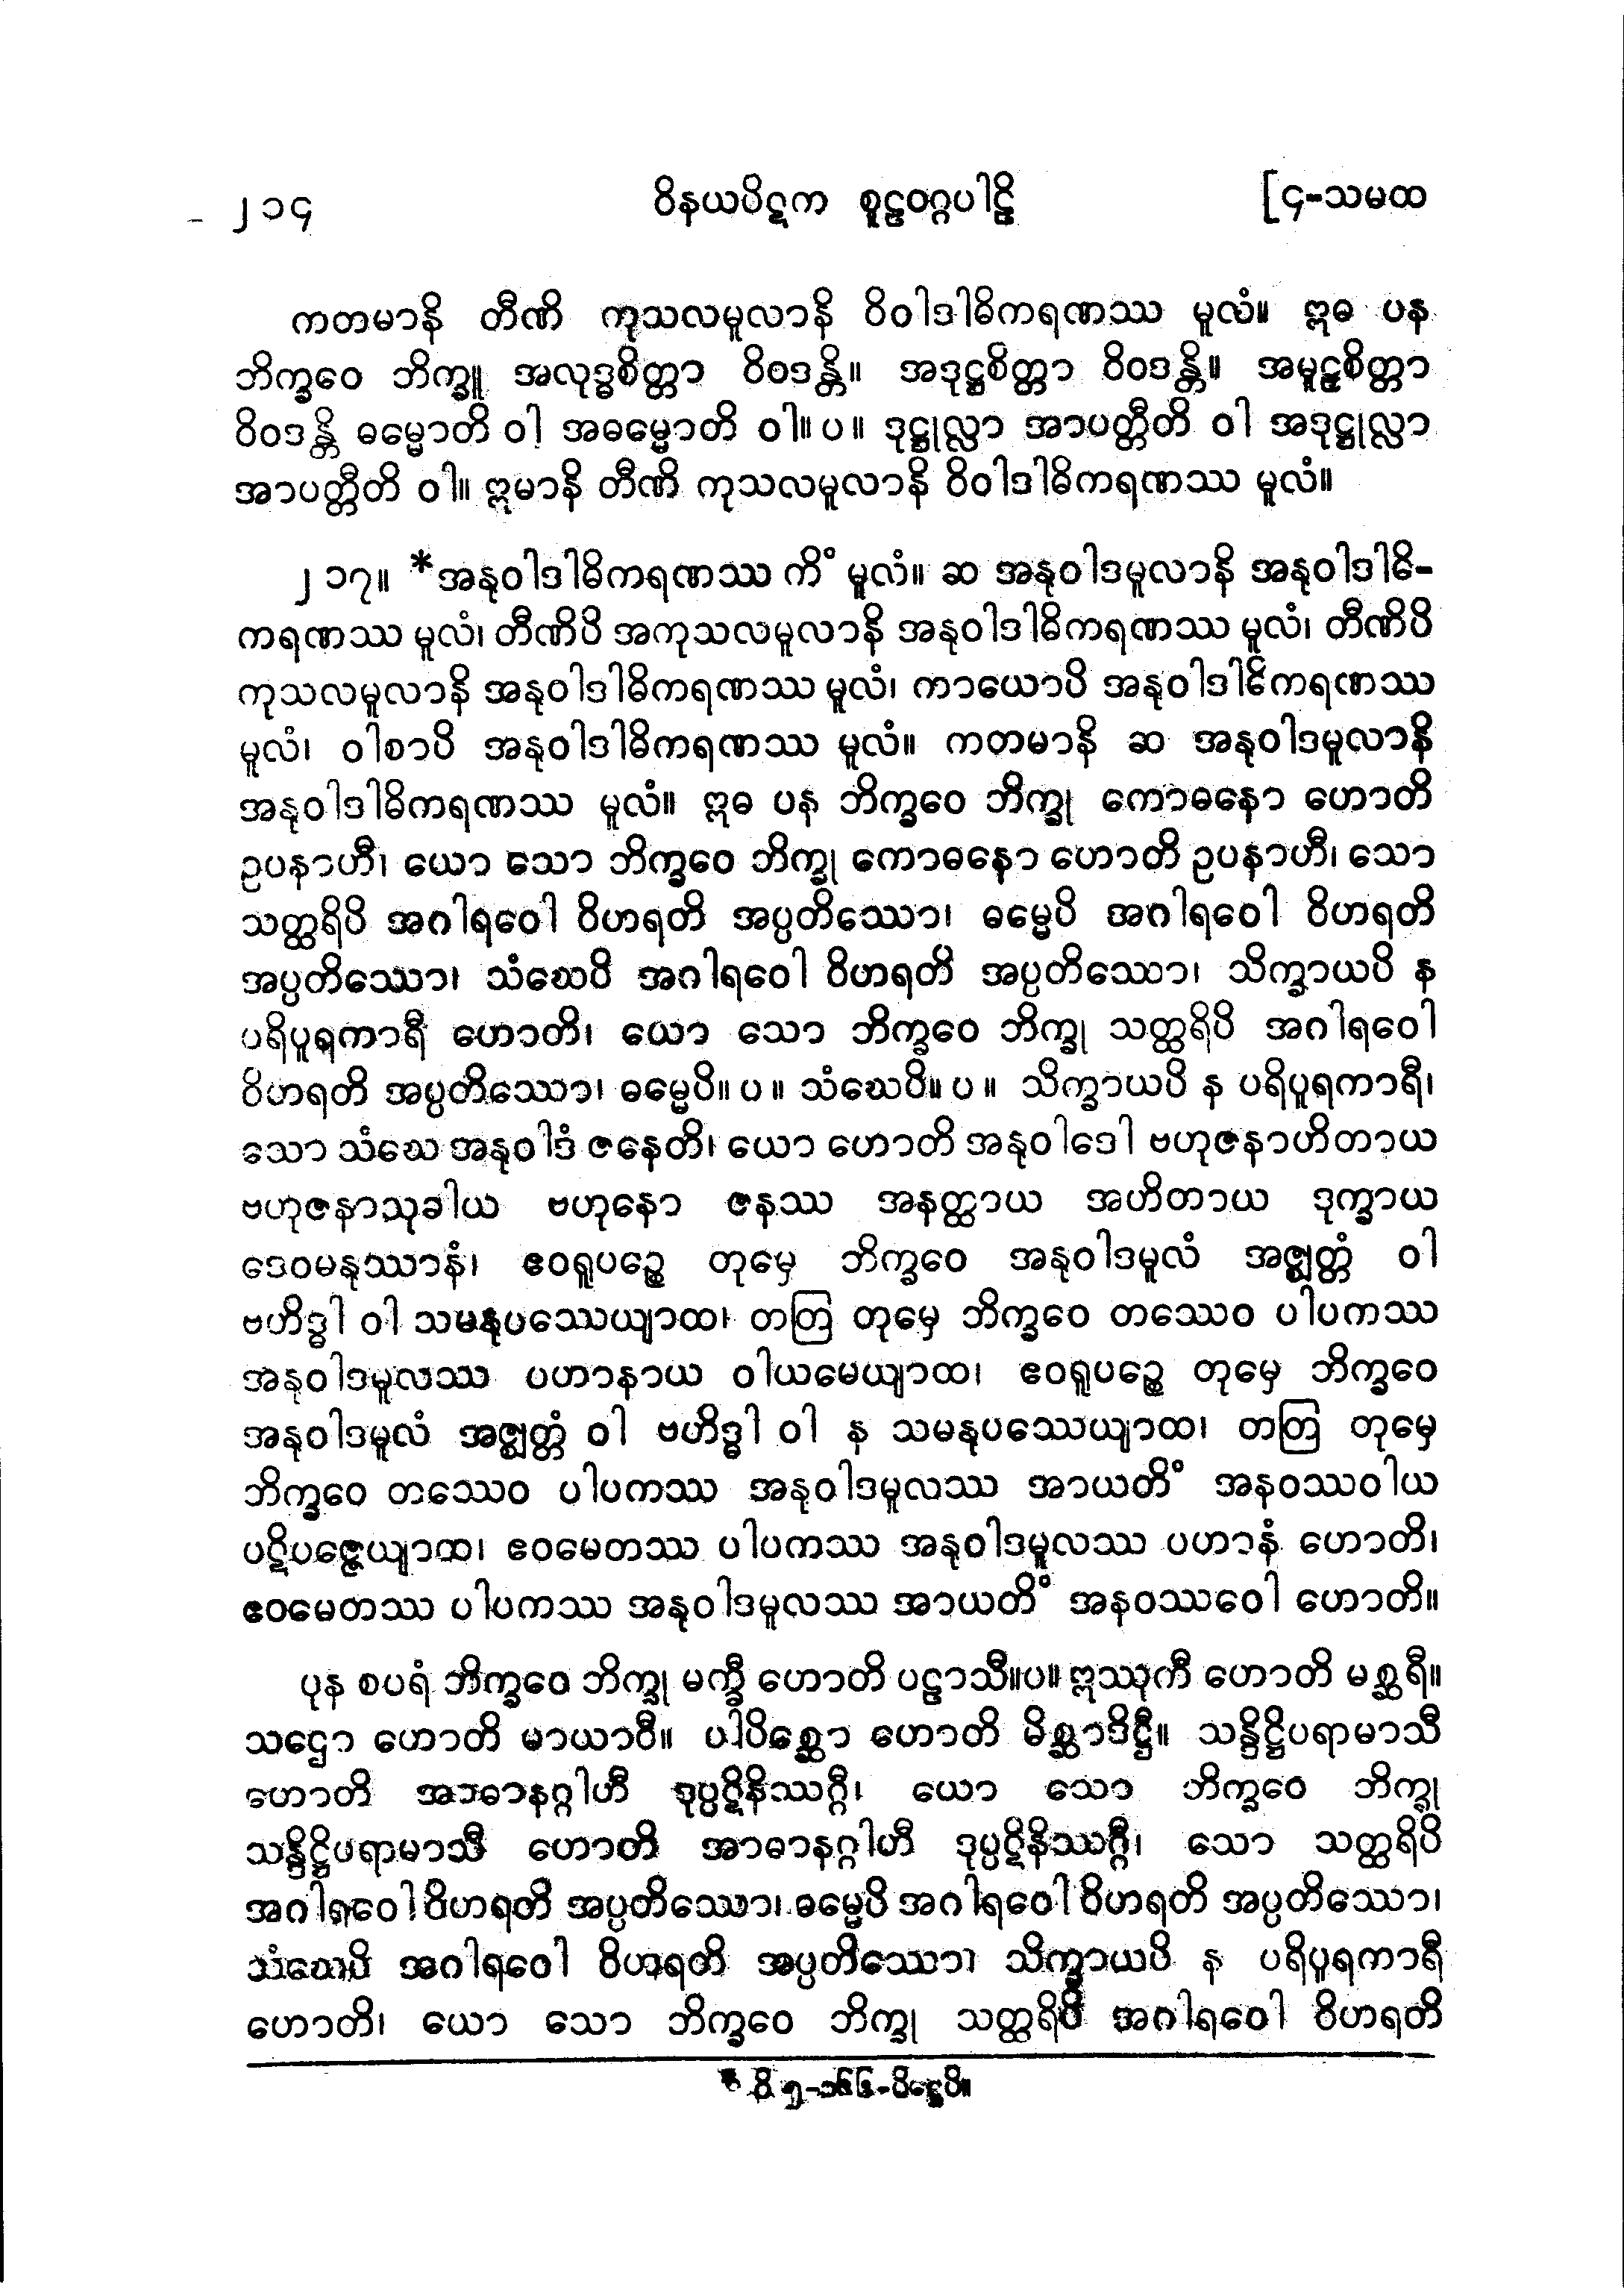 ၂၁၄ ဝိနယပိဋက စူဠဝဂ္ဂပါဠိ [၄-သမထ
ကတမာနိ တီဏိ ကုသလမူလာနိ ဝိဝါဒါဓိကရဏဿ မူလံ။ ဣဓ ပန
ဘိက္ခဝေ ဘိက္ခူ အလုဒ္ဓစိတ္တာ ဝိဝဒန္တိ။ အဒုဋ္ဌစိတ္တာ ဝိဝဒန္တိ။ အမူဠှစိတ္တာ
ဝိဝဒန္တိ ဓမ္မောတိ ဝါ အဓမ္မောတိ ဝါ။ပ။ ဒုဋ္ဌုလ္လာ အာပတ္တီတိ ဝါ အဒုဋ္ဌုလ္လာ
အာပတ္တီတိ ဝါ။ ဣမာနိ တီဏိ ကုသလမူလာနိ ဝိဝါဒါဓိကရဏဿ မူလံ။
၂၁၇။ *အနုဝါဒါဓိကရဏဿ ကိံ မူလံ။ ဆ အနုဝါဒမူလာနိ အနုဝါဒါဓိ-
ကရဏဿ မူလံ၊ တီဏိပိ အကုသလမူလာနိ အနုဝါဒါဓိကရဏဿ မူလံ၊ တီဏိပိ
ကုသလမူလာနိ အနုဝါဒါဓိကရဏဿ မူလံ၊ ကာယောပိ အနုဝါဒါဓိကရဏဿ
မူလံ၊ ဝါစာပိ အနုဝါဒါဓိကရဏဿ မူလံ။ ကတမာနိ ဆ အနုဝါဒမူလာနိ
အနုဝါဒါဓိကရဏဿ မူလံ။ ဣဓ ပန ဘိက္ခဝေ ဘိက္ခု ကောဓနော ဟောတိ
ဥပနာဟီ၊ ယော သော ဘိက္ခဝေ ဘိက္ခု ကောဓနော ဟောတိ ဥပနာဟီ၊ သော
သတ္ထရိပိ အဂါရဝေါ ဝိဟရတိ အပ္ပတိဿော၊ ဓမ္မေပိ အဂါရဝေါ ဝိဟရတိ
အပ္ပတိဿော၊ သံဃေပိ အဂါရဝေါ ဝိဟရတိ အပ္ပတိဿော၊ သိက္ခာယပိ န
ပရိပူရကာရီ ဟောတိ၊ ယော သော ဘိက္ခဝေ ဘိက္ခု သတ္ထရိပိ အဂါရဝေါ
ဝိဟရတိ အပ္ပတိဿော၊ ဓမ္မေပိ။ပ။ သံဃေပိ။ပ။ သိက္ခာယပိ န ပရိပူရကာရီ၊
သော သံဃေ အနုဝါဒံ ဇနေတိ၊ ယော ဟောတိ အနုဝါဒေါ ဗဟုဇနာဟိတာယ
ဗဟုဇနာသုခါယ ဗဟုနော ဇနဿ အနတ္ထာယ အဟိတာယ ဒုက္ခာယ
ဒေဝမနုဿာနံ၊ ဧဝရူပဉ္စေ တုမှေ ဘိက္ခဝေ အနုဝါဒမူလံ အဇ္ဈတ္တံ ဝါ
ဗဟိဒ္ဓါ ဝါ သမနုပဿေယျာထ၊ တတြ တုမှေ ဘိက္ခဝေ တဿေဝ ပါပကဿ
အနုဝါဒမူလဿ ပဟာနာယ ဝါယမေယျာထ၊ ဧဝရူပဉ္စေ တုမှေ ဘိက္ခဝေ
အနုဝါဒမူလံ အဇ္ဈတ္တံ ဝါ ဗဟိဒ္ဓါ ဝါ န သမနုပဿေယျာထ၊ တတြ တုမှေ
ဘိက္ခဝေ တဿေဝ ပါပကဿ အနုဝါဒမူလဿ အာယတိံ အနဝဿဝါယ
ပဋိပဇ္ဇေယျာထ၊ ဧဝမေတဿ ပါပကဿ အနုဝါဒမူလဿ ပဟာနံ ဟောတိ၊
ဧဝမေတဿ ပါပကဿ အနုဝါဒမူလဿ အာယတိံ အနဝဿဝေါ ဟောတိ။
ပုန စပရံ ဘိက္ခဝေ ဘိက္ခု မက္ခီ ဟောတိ ပဠာသီ။ပ။ ဣဿုကီ ဟောတိ မစ္ဆရီ။
သဌော ဟောတိ မာယာဝီ။ ပါပိစ္ဆော ဟောတိ မိစ္ဆာဒိဋ္ဌီ။ သန္ဒိဋ္ဌိပရာမာသီ
ဟောတိ အာဓာနဂ္ဂါဟီ ဒုပ္ပဋိနိဿဂ္ဂီ၊ ယော သော ဘိက္ခဝေ ဘိက္ခု
သန္ဒိဋ္ဌိပရာမာသီ ဟောတိ အာဓာနဂ္ဂါဟီ ဒုပ္ပဋိနိဿဂ္ဂီ၊ သော သတ္ထရိပိ
အဂါရဝေါ ဝိဟရတိ အပ္ပတိဿော၊ ဓမ္မေပိ အဂါရဝေါ ဝိဟရတိ အပ္ပတိဿော၊
သံဃေပိ အဂါရဝေါ ဝိဟရတိ အပ္ပတိဿော၊ သိက္ခာယပိ န ပရိပူရကာရီ
ဟောတိ၊ ယော သော ဘိက္ခဝေ ဘိက္ခု သတ္ထရိပိ အဂါရဝေါ ဝိဟရတိ
* ဝိ ၅-၁၆၆-ပိဋ္ဌေပိ။